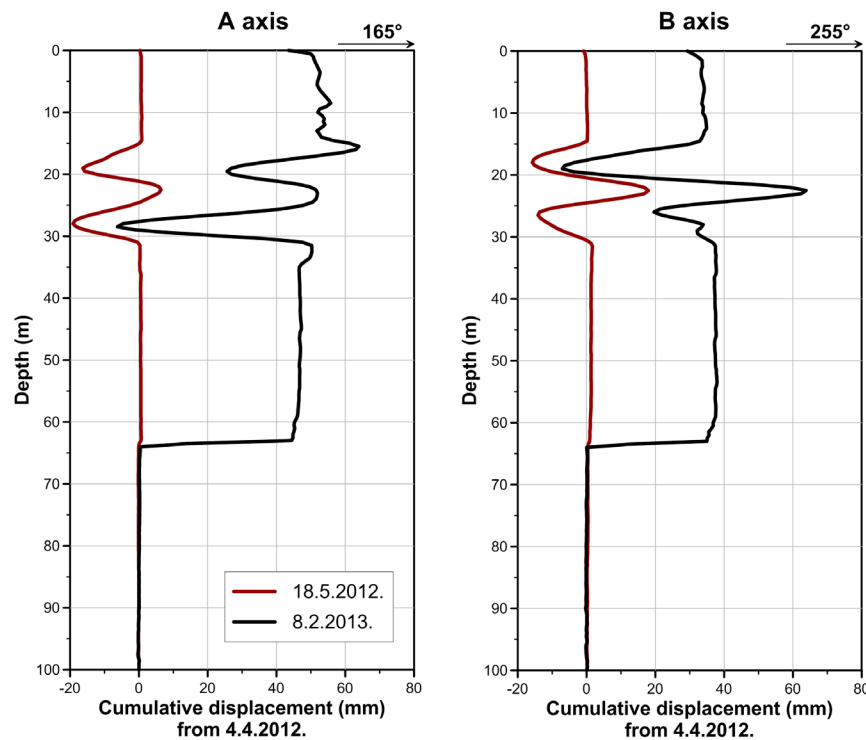 A axis
165°
0
10
20
30
40
50
60
70
80
90
100
Depth (m)
18.5.2012.
8.2.2013.
-20 0 20 40 60 80
Cumulative displacement (mm)
from 4.4.2012.
B axis
255°
0
10
20
30
40
50
60
70
80
90
100
Depth (m)
-20 0 20 40 60 80
Cumulative displacement (mm)
from 4.4.2012.